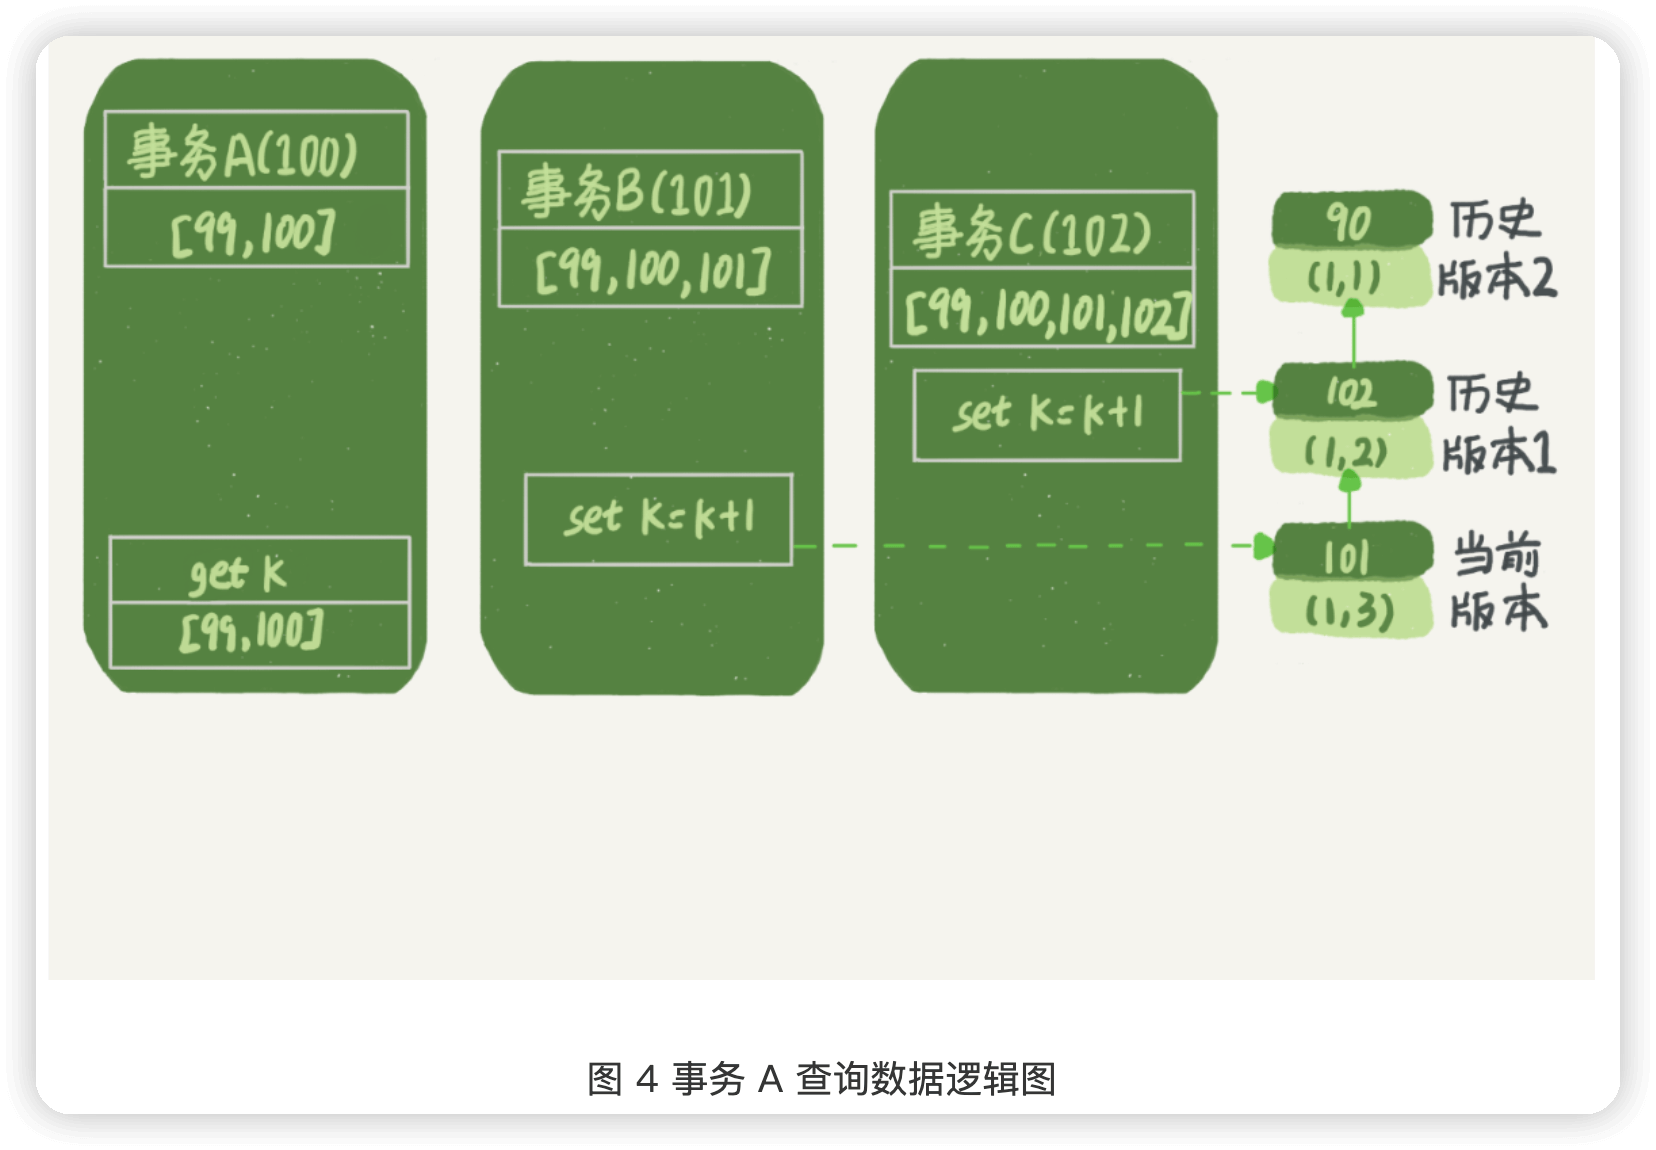 事务A(100)
[99,100]
get k
[99,100]
事务B(101)
[99,100,101]
set k=k+1
事务C(102)
[99,100,101,102]
set k=k+1
90
(1,1)
历史
版本2
102
(1,2)
历史
版本1
101
(1,3)
当前
版本
图 4 事务 A 查询数据逻辑图